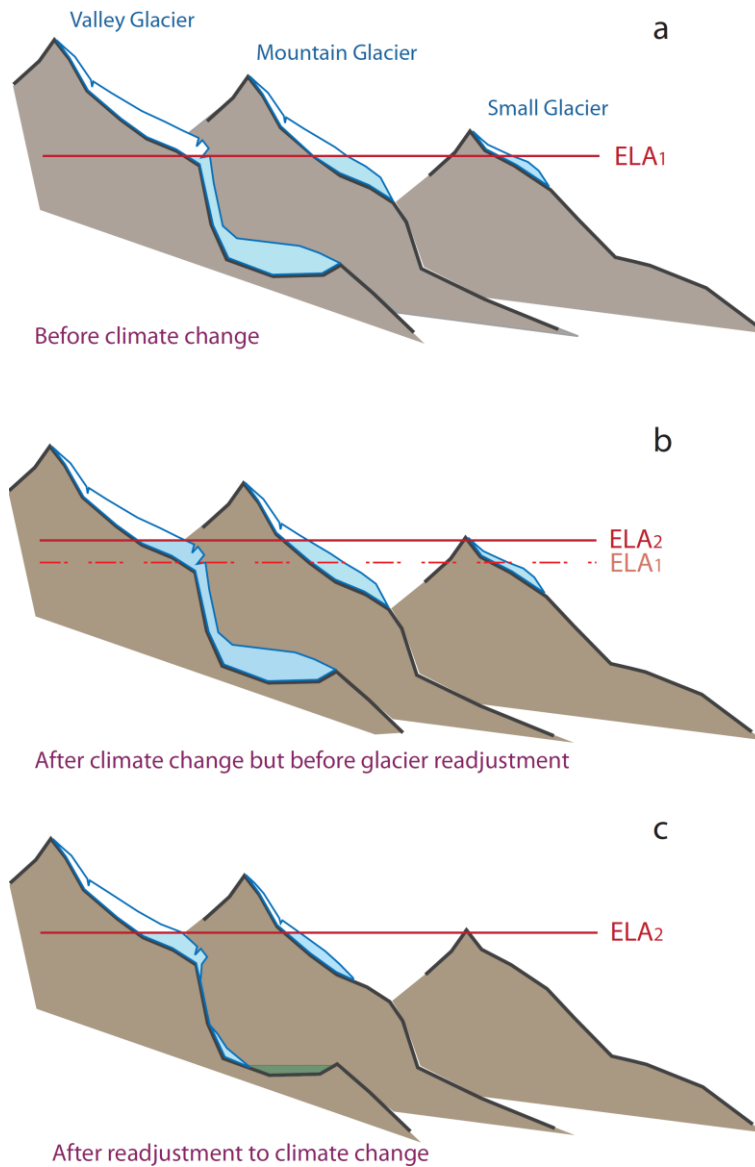 Valley Glacier
a
Mountain Glacier
Small Glacier
ELA1
Before climate change
b
ELA2
ELA1
After climate change but before glacier readjustment
c
ELA2
After readjustment to climate change